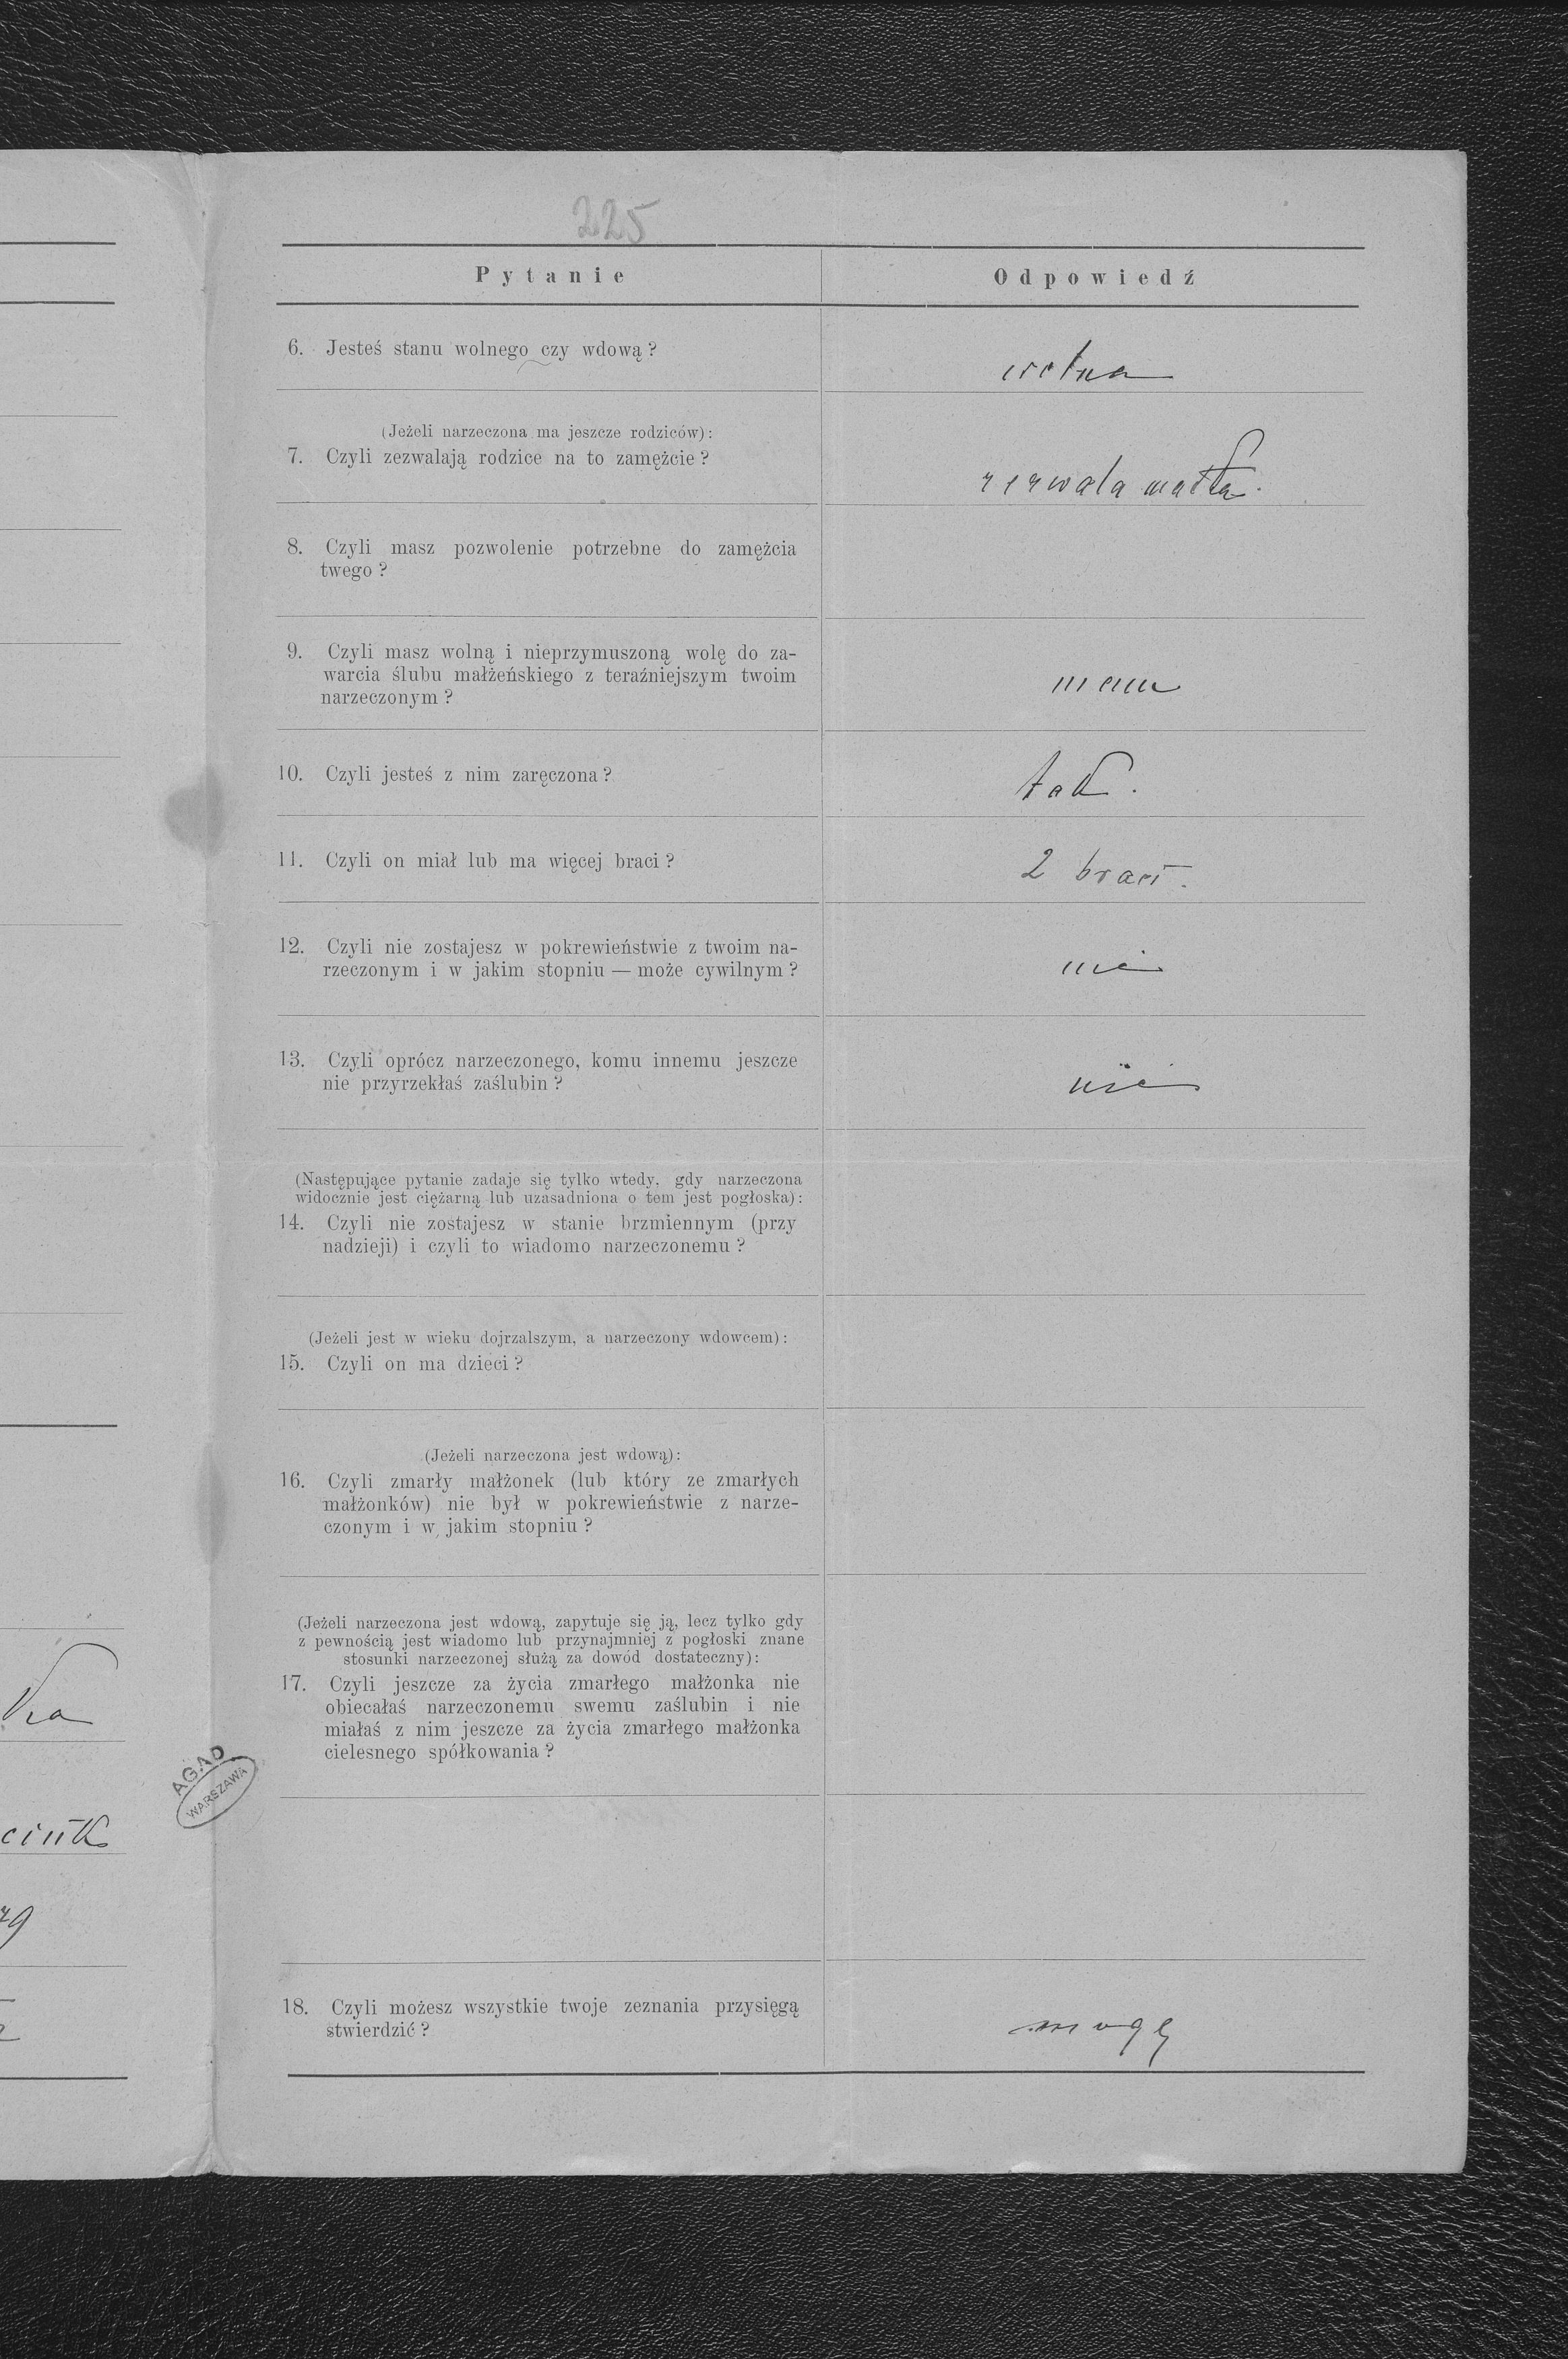 225
Pytanie Odpowiedź
6. Jesteś stanu wolnego czy wdową?
wolna
(Jeżeli narzeczona ma jeszcze rodziców):
7. Czyli zezwalają rodzice na to zamęźcie?
zezwala matka.
8. Czyli masz pozwolenie potrzebne do zamęźcia
twego?
9. Czyli masz wolną i nieprzymuszoną wolę do za-
warcia ślubu małżeńskiego z teraźniejszym twoim
narzeczonym?
mam
10. Czyli jesteś z nim zaręczona?
tak.
11. Czyli on miał lub ma więcej braci?
2 braci.
12. Czyli nie zostajesz w pokrewieństwie z twoim na-
rzeczonym i w jakim stopniu — może cywilnym?
nie
13. Czyli oprócz narzeczonego, komu innemu jeszcze
nie przyrzekłaś zaślubin?
nie
(Następujące pytanie zadaje się tylko wtedy, gdy narzeczona
widocznie jest ciężarną lub uzasadniona o tem jest pogłoska):
14. Czyli nie zostajesz w stanie brzmiennym (przy
nadzieji) i czyli to wiadomo narzeczonemu?
(Jeżeli jest w wieku dojrzalszym, a narzeczony wdowcem):
15. Czyli on ma dzieci?
(Jeżeli narzeczona jest wdową):
16. Czyli zmarły małżonek (lub który ze zmarłych
małżonków) nie był w pokrewieństwie z narze-
czonym i w jakim stopniu?
(Jeżeli narzeczona jest wdową, zapytuje się ją, lecz tylko gdy
z pewnością jest wiadomo lub przynajmniej z pogłoski znane
stosunki narzeczonej służą za dowód dostateczny):
17. Czyli jeszcze za życia zmarłego małżonka nie
obiecałaś narzeczonemu swemu zaślubin i nie
miałaś z nim jeszcze za życia zmarłego małżonka
cielesnego spółkowania?
AGAD
WARSZAWA
18. Czyli możesz wszystkie twoje zeznania przysięgą
stwierdzić?
mogę